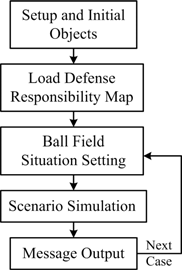 Setup and Initial
Objects
Load Defense
Responsibility Map
Ball Field
Situation Setting
Scenario Simulation
Message Output
Next
Case